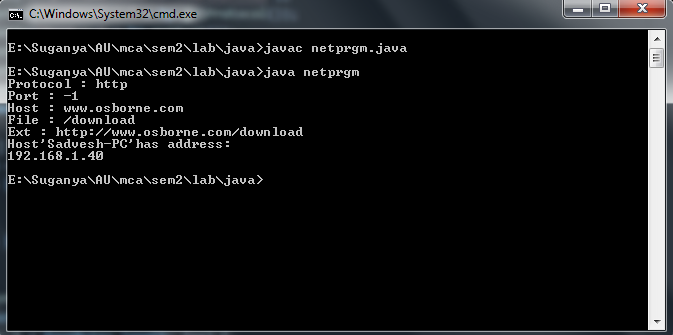 C:\Windows\System32\cmd.exe
E:\Suganya\AU\mca\sem2\lab\java>javac netprgm.java
E:\Suganya\AU\mca\sem2\lab\java>java netprgm
Protocol : http
Port : -1
Host : www.osborne.com
File : /download
Ext : http://www.osborne.com/download
Host'Sadvesh-PC'has address:
192.168.1.40
E:\Suganya\AU\mca\sem2\lab\java>